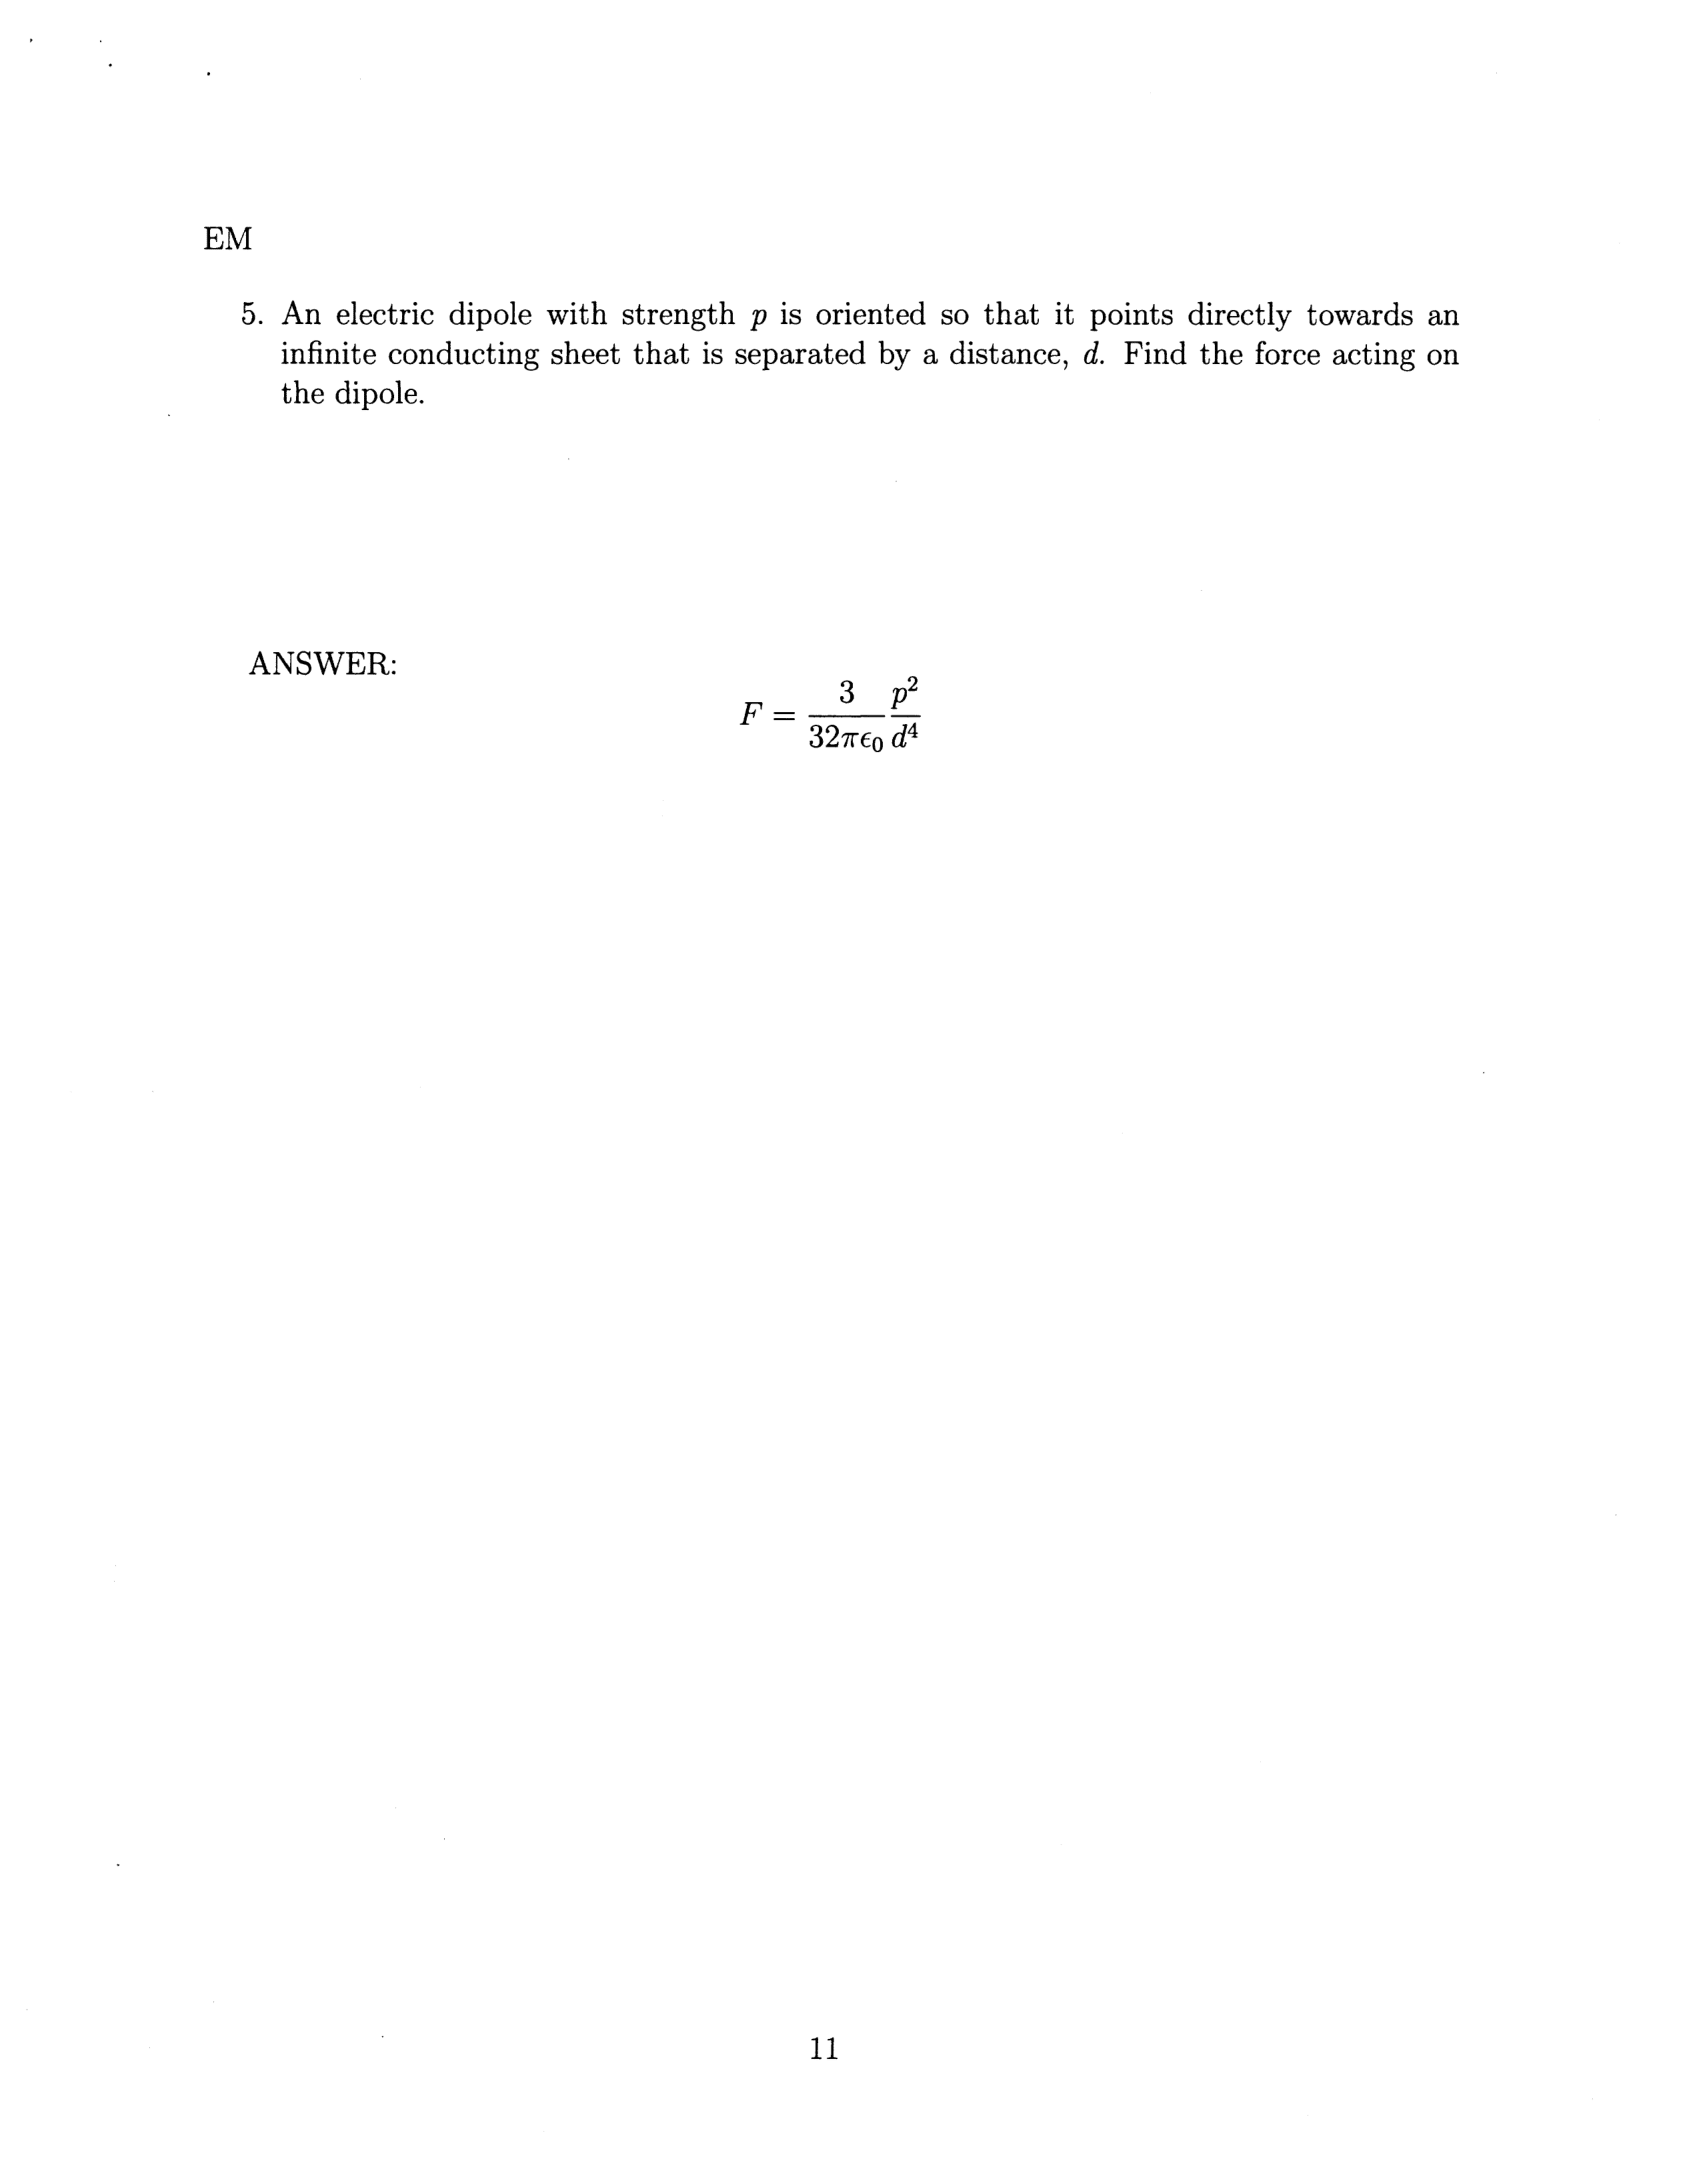 EM
5. An electric dipole with strength p is oriented so that it points directly towards an
infinite conducting sheet that is separated by a distance, d. Find the force acting on
the dipole.
ANSWER:
F = \frac{3}{32\pi\epsilon_0}\frac{p^2}{d^4}
11